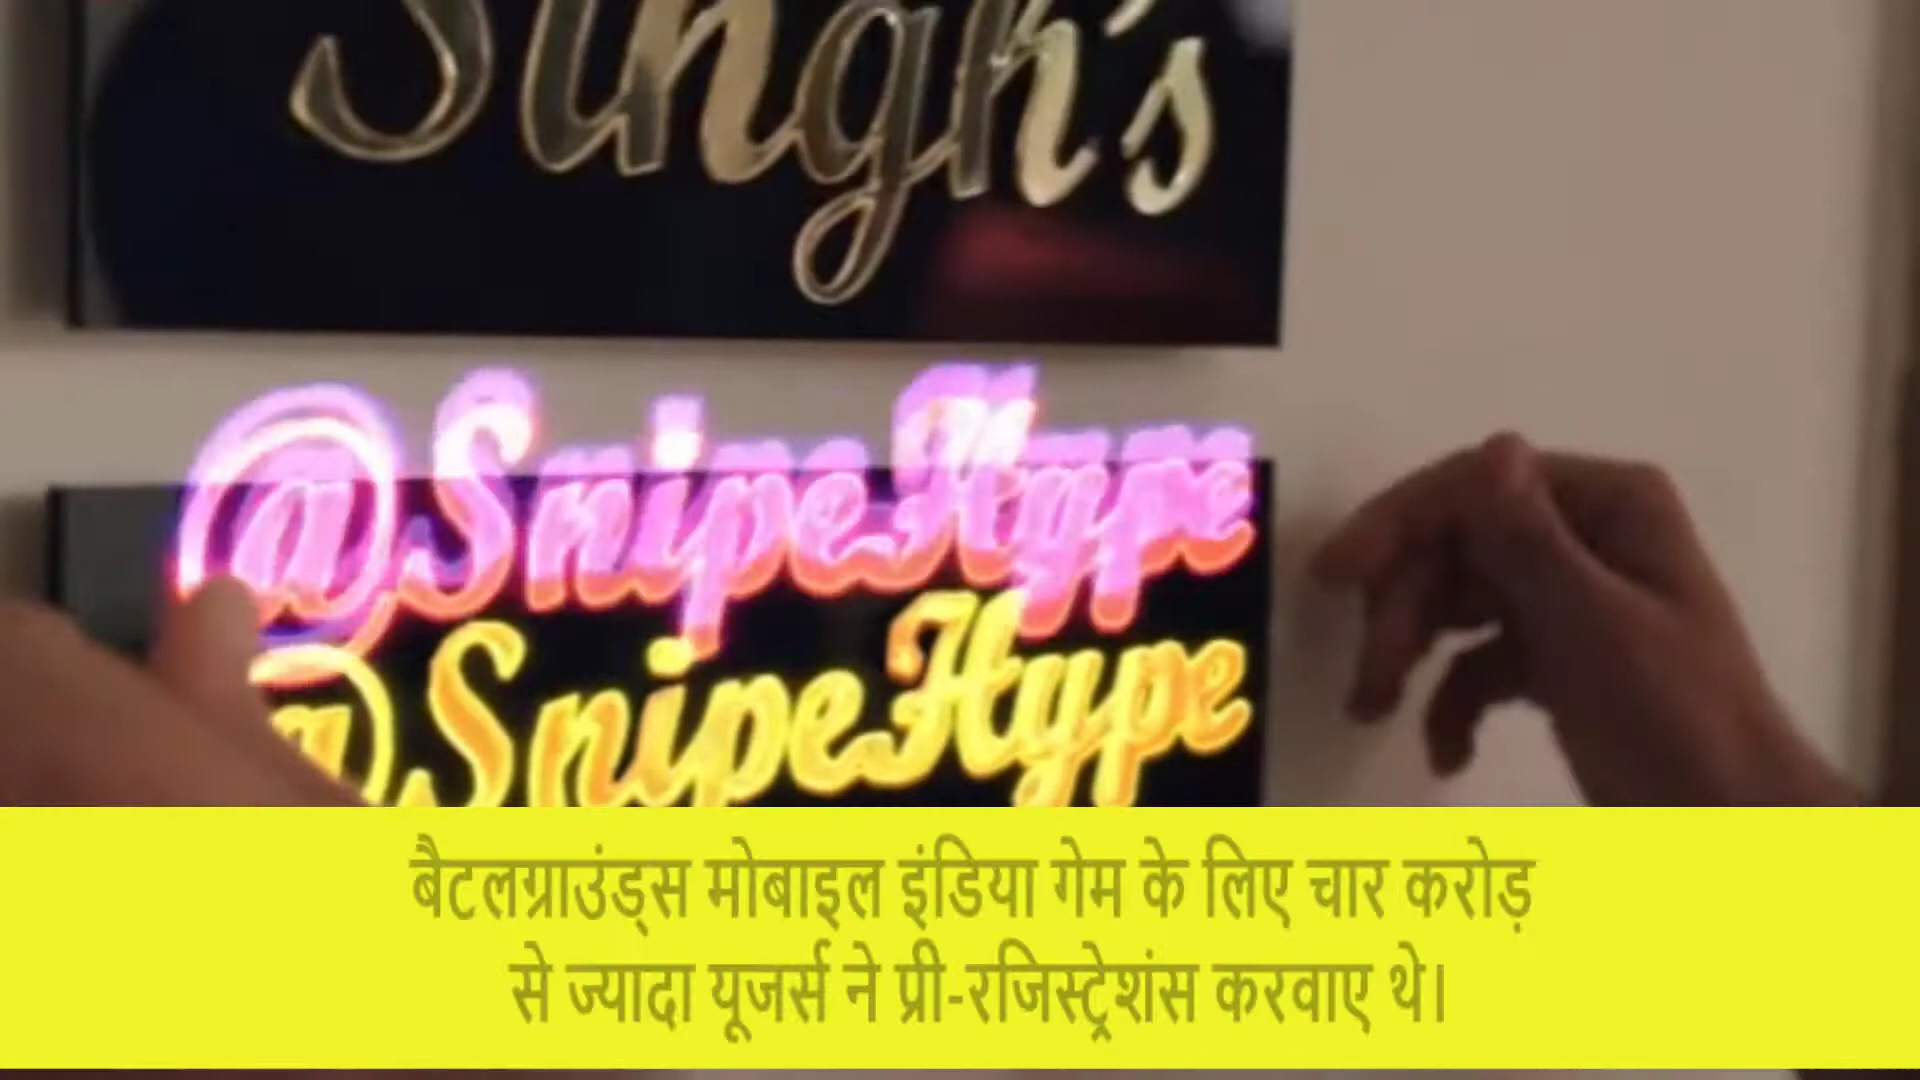 Singh's
@SnipeHype
@SnipeHype
बैटलग्राउंड्स मोबाइल इंडिया गेम के लिए चार करोड़
से ज्यादा यूजर्स ने प्री-रजिस्ट्रेशंस करवाए थे।